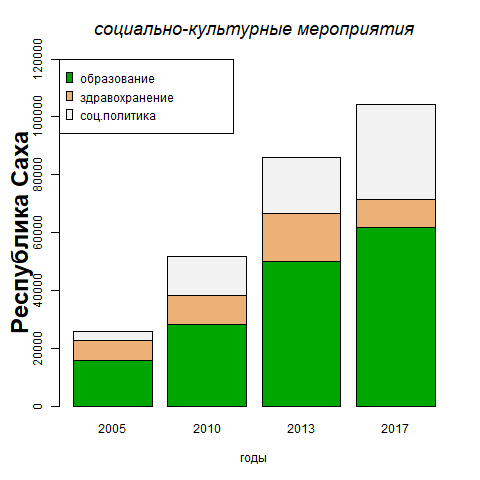 социально-культурные мероприятия
Республика Саха
120000
100000
80000
60000
40000
20000
0
образование
здравохранение
соц.политика
2005 2010 2013 2017
годы